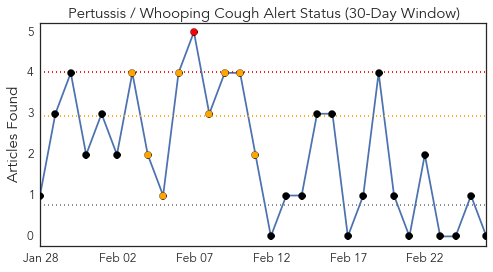 Pertussis / Whooping Cough Alert Status (30-Day Window)
Articles Found
5
4
3
2
1
0
Jan 28 Feb 02 Feb 07 Feb 12 Feb 17 Feb 22